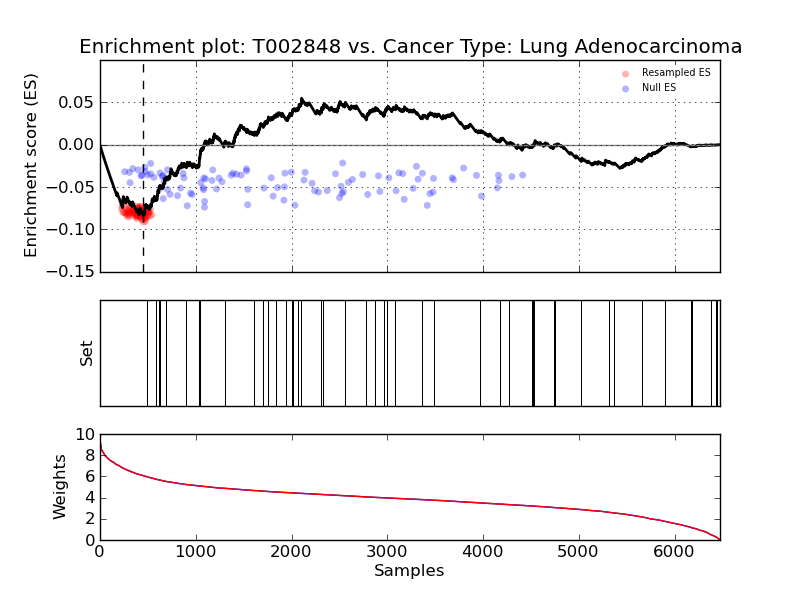 Enrichment plot: T002848 vs. Cancer Type: Lung Adenocarcinoma
Enrichment score (ES)
0.05
0.00
−0.05
−0.10
−0.15
Resampled ES
Null ES
Set
Weights
10
8
6
4
2
0
0 1000 2000 3000 4000 5000 6000
Samples